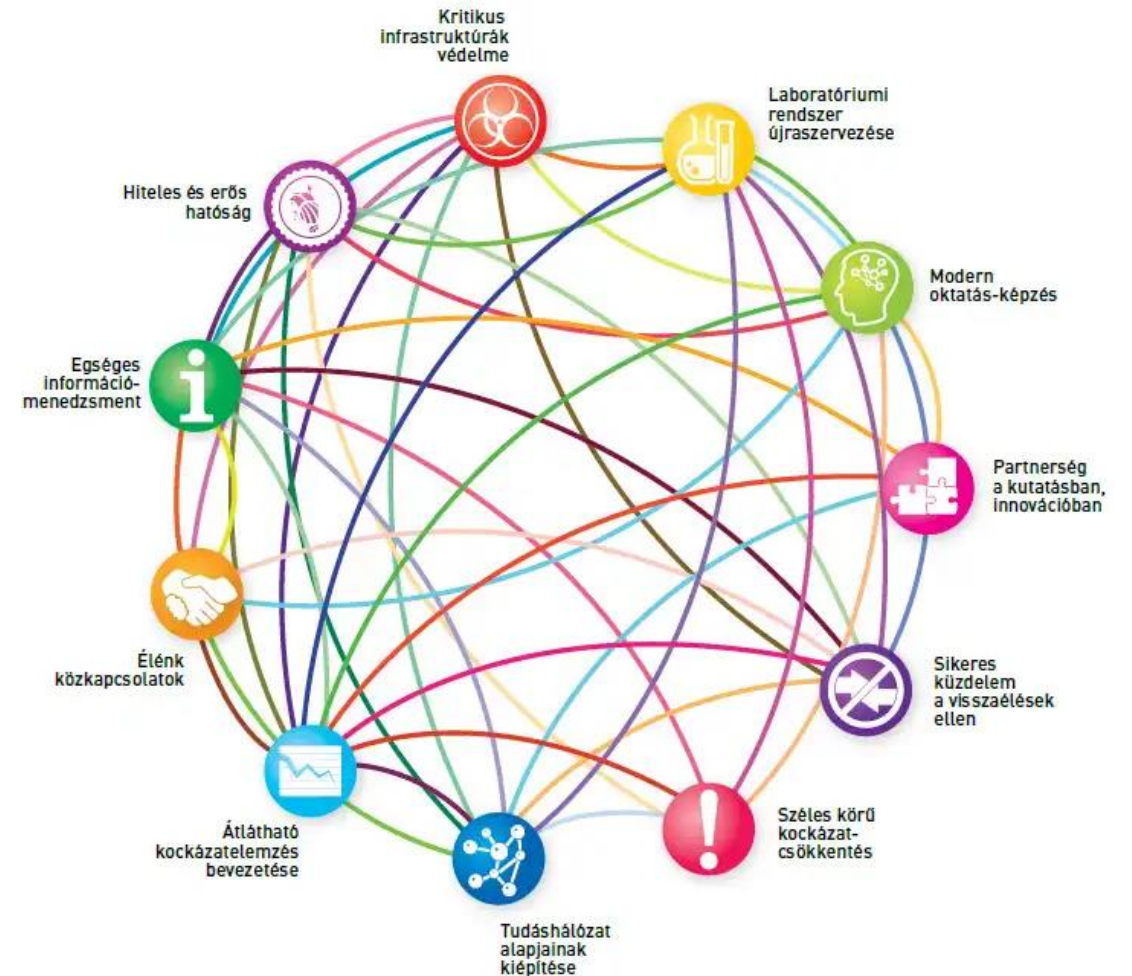 Kritikus
infrastruktúrák
védelme
Laboratóriumi
rendszer
újraszervezése
Hiteles és erős
hatóság
Modern
oktatás-képzés
Egséges
információ-
menedzsment
Partnerség
a kutatásban,
innovációban
Élénk
közkapcsolatok
Sikeres
küzdelem
a visszaélések
ellen
Átlátható
kockázatelemzés
bevezetése
Széles körű
kockázat-
csökkentés
Tudáshálózat
alapjainak
kiépítése